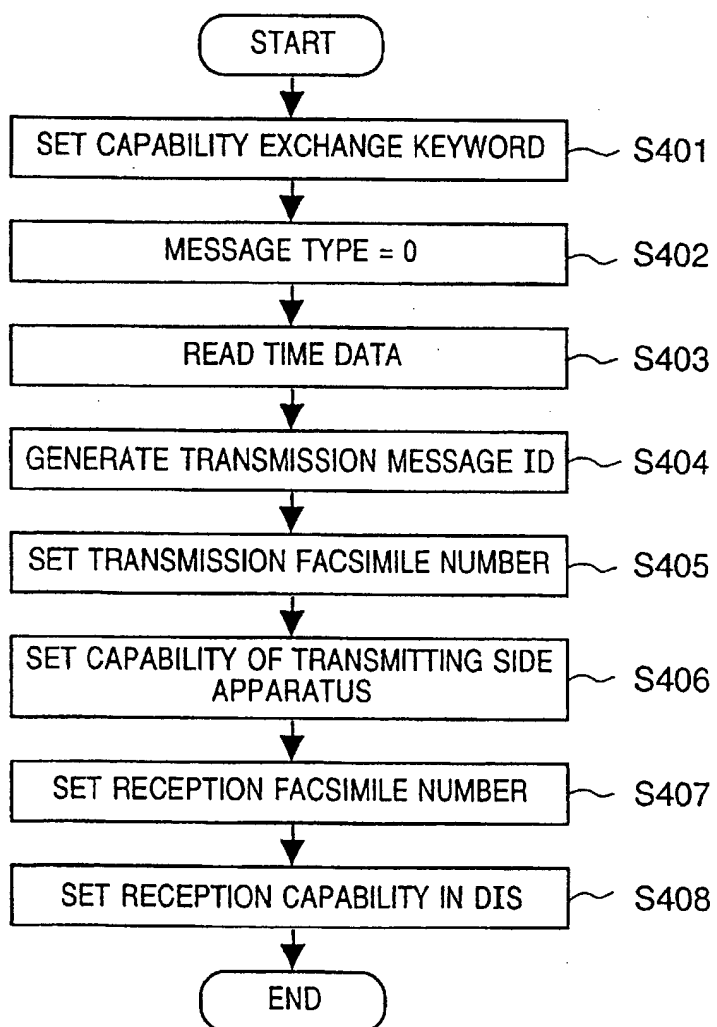 START
SET CAPABILITY EXCHANGE KEYWORD S401
MESSAGE TYPE = 0 S402
READ TIME DATA S403
GENERATE TRANSMISSION MESSAGE ID S404
SET TRANSMISSION FACSIMILE NUMBER S405
SET CAPABILITY OF TRANSMITTING SIDE
APPARATUS S406
SET RECEPTION FACSIMILE NUMBER S407
SET RECEPTION CAPABILITY IN DIS S408
END